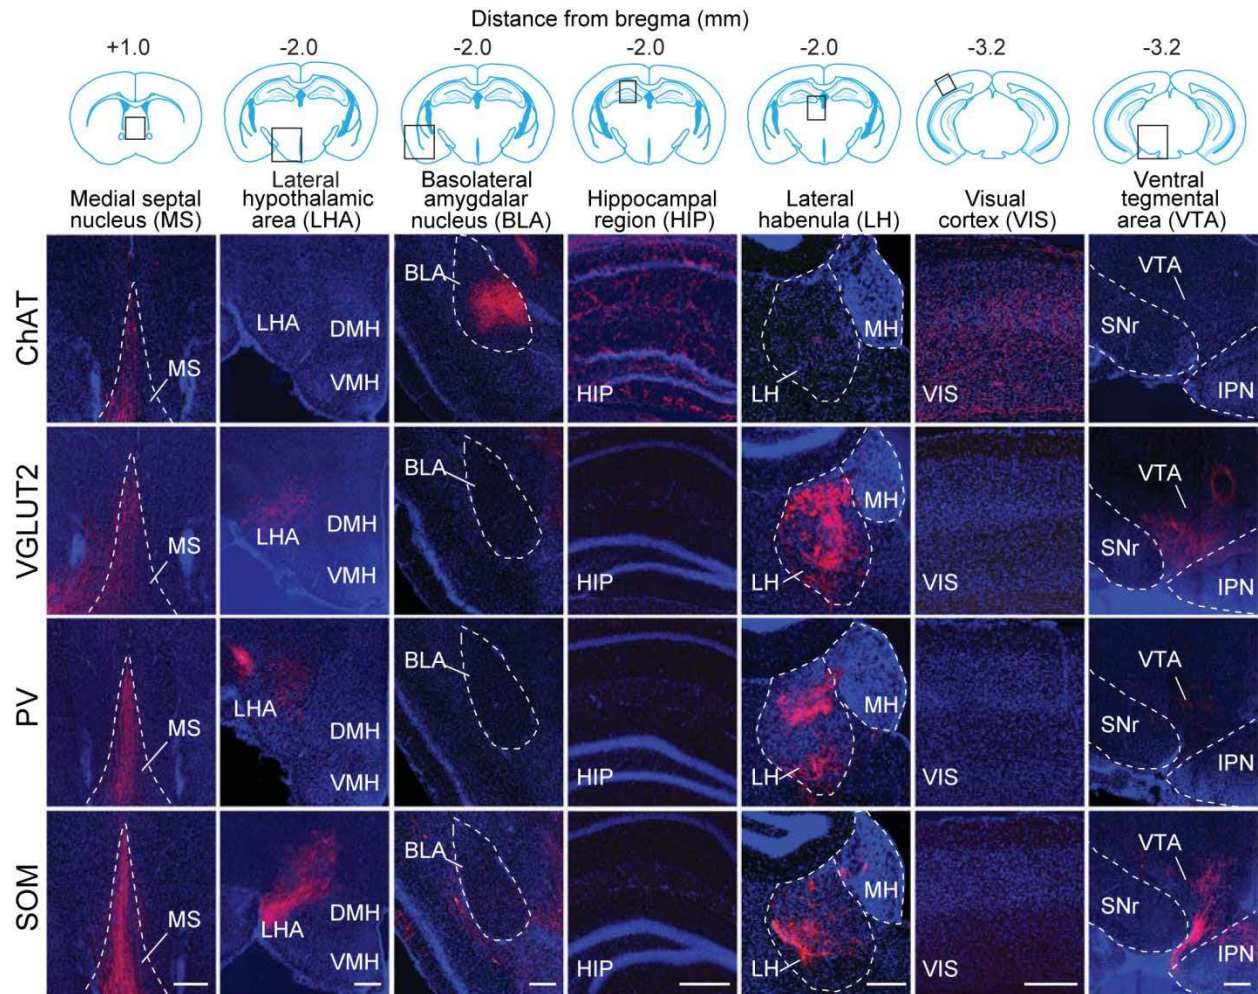 Distance from bregma (mm)
+1.0 -2.0 -2.0 -2.0 -2.0 -3.2 -3.2
Medial septal
nucleus (MS)
Lateral
hypothalamic
area (LHA)
Basolateral
amygdalar
nucleus (BLA)
Hippocampal
region (HIP)
Lateral
habenula (LH)
Visual
cortex (VIS)
Ventral
tegmental
area (VTA)
ChAT
MS
LHA
DMH
VMH
BLA
HIP
MH
LH
VIS
VTA
SNr
IPN
VGLUT2
MS
LHA
DMH
VMH
BLA
HIP
MH
LH
VIS
VTA
SNr
IPN
PV
MS
LHA
DMH
VMH
BLA
HIP
MH
LH
VIS
VTA
SNr
IPN
SOM
MS
LHA
DMH
VMH
BLA
HIP
MH
LH
VIS
VTA
SNr
IPN